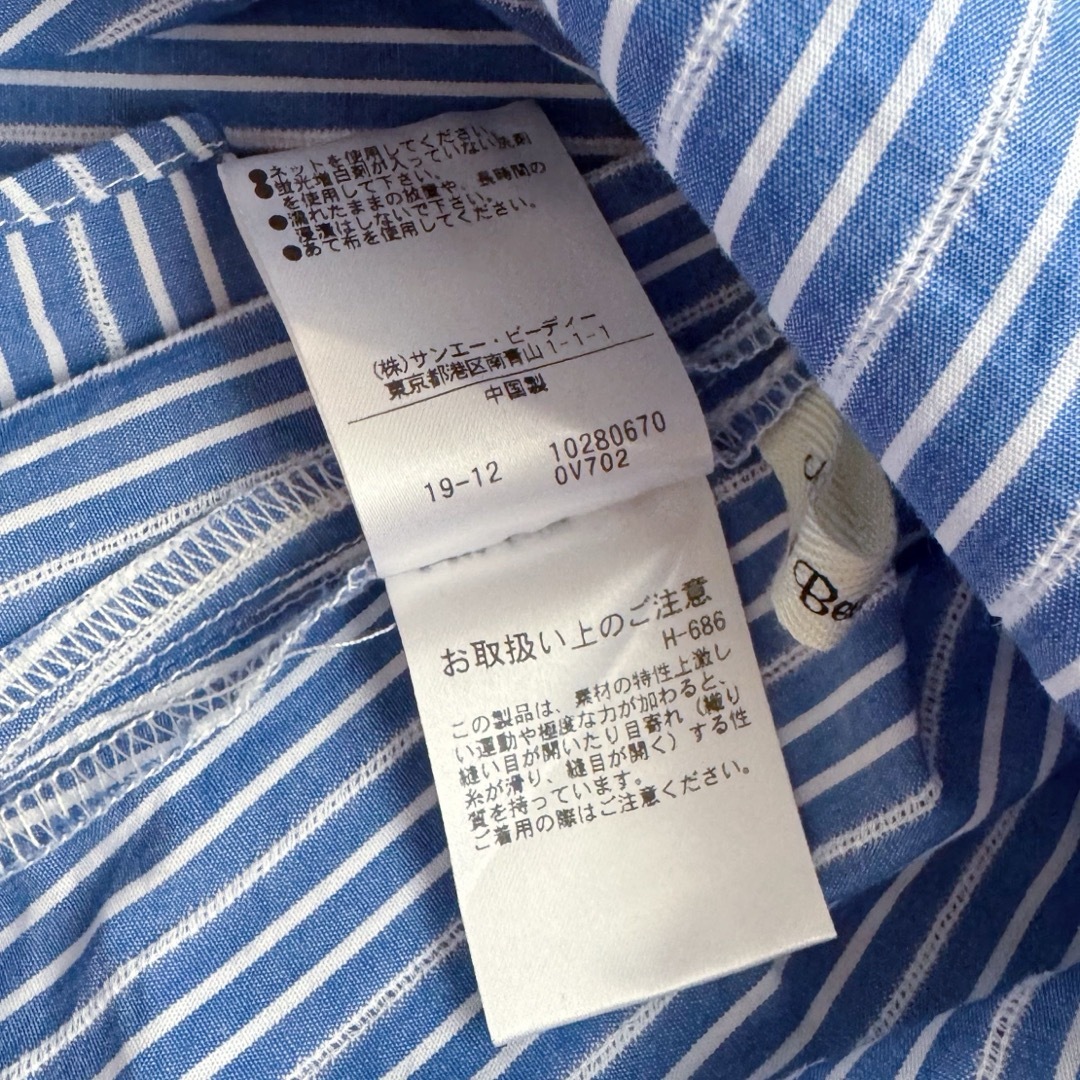 ●ネットを使用してください。
●蛍光増白剤が入っていない洗剤
を使用して下さい。
●濡れたままの放置や、長時間の
浸漬はしないで下さい。
●あて布を使用してください。
(株)サンエー・ビーディー
東京都港区南青山1-1-1
中国製
19-12 10280670
0V702
お取扱い上のご注意
H-686
この製品は、素材の特性上激し
い運動や極度な力が加わると、
縫い目が開いたり目寄れ（織り
糸が滑り、縫目が開く）する性
質を持っています。
ご着用の際はご注意ください。